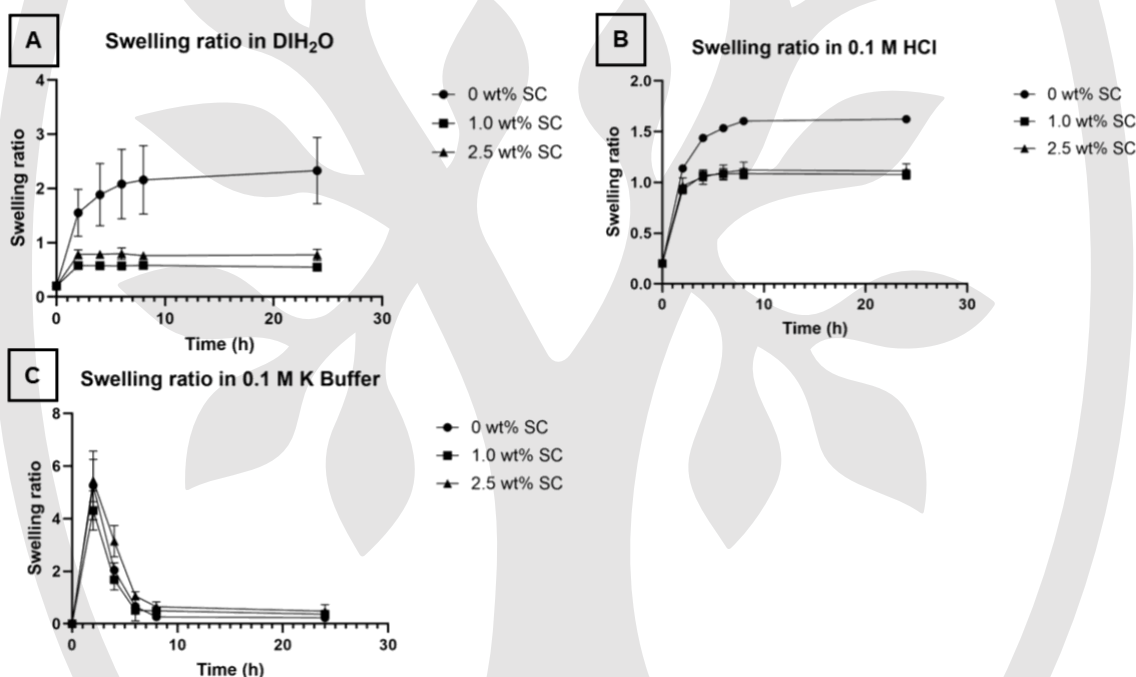 A
Swelling ratio in DIH₂O
4
3
2
1
0
Swelling ratio
0 10 20 30
Time (h)
0 wt% SC
1.0 wt% SC
2.5 wt% SC
B
Swelling ratio in 0.1 M HCl
2.0
1.5
1.0
0.5
0.0
Swelling ratio
0 10 20 30
Time (h)
0 wt% SC
1.0 wt% SC
2.5 wt% SC
C
Swelling ratio in 0.1 M K Buffer
8
6
4
2
0
Swelling ratio
0 10 20 30
Time (h)
0 wt% SC
1.0 wt% SC
2.5 wt% SC